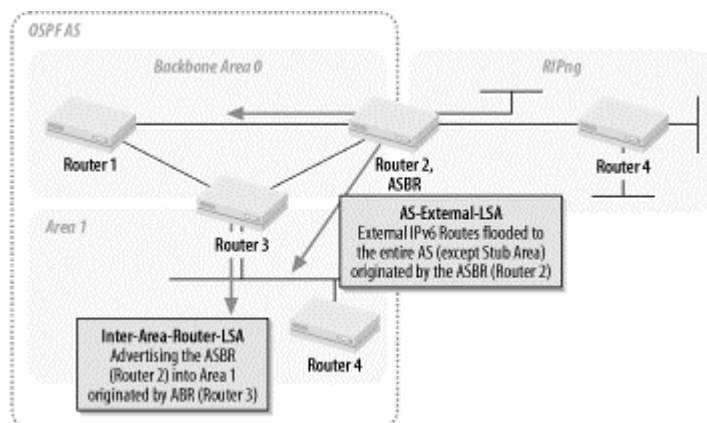 OSPF AS
Backbone Area 0
RIPng
Router 1
Router 2,
ASBR
Router 4
Router 3
Area 1
AS-External-LSA
External IPv6 Routes flooded to
the entire AS (except Stub Area)
originated by the ASBR (Router 2)
Inter-Area-Router-LSA
Advertising the ASBR
(Router 2) into Area 1
originated by ABR (Router 3)
Router 4